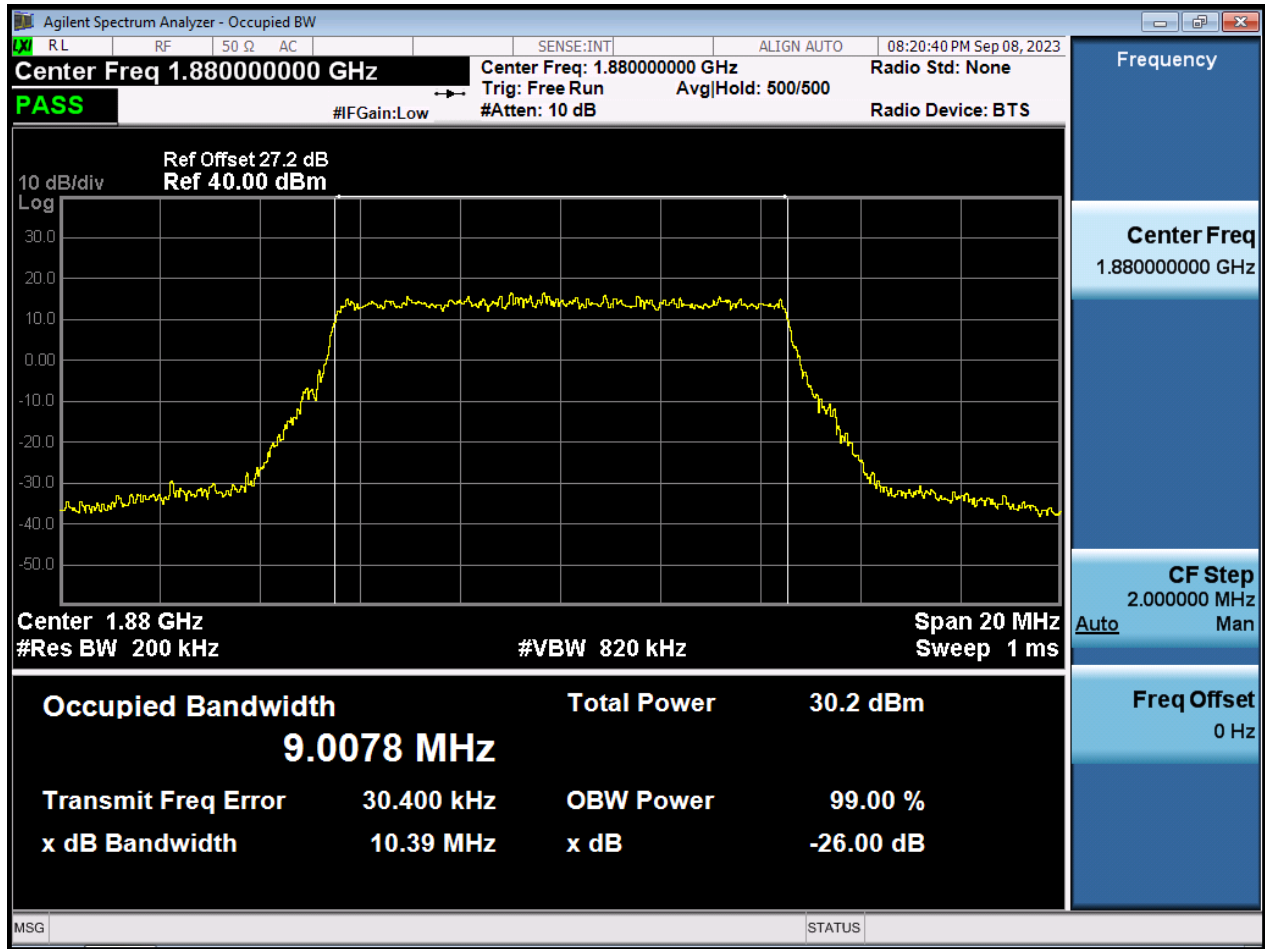 Agilent Spectrum Analyzer - Occupied BW
LXI RL RF 50 Ω AC SENSE:INT ALIGN AUTO 08:20:40 PM Sep 08, 2023
Center Freq 1.880000000 GHz
Center Freq: 1.880000000 GHz Radio Std: None
Trig: Free Run Avg|Hold: 500/500
PASS
#IFGain:Low #Atten: 10 dB Radio Device: BTS
Ref Offset 27.2 dB
10 dB/div Ref 40.00 dBm
Log
30.0
20.0
10.0
0.00
-10.0
-20.0
-30.0
-40.0
-50.0
Center 1.88 GHz Span 20 MHz
#Res BW 200 kHz #VBW 820 kHz Sweep 1 ms
Occupied Bandwidth Total Power 30.2 dBm
9.0078 MHz
Transmit Freq Error 30.400 kHz OBW Power 99.00 %
x dB Bandwidth 10.39 MHz x dB -26.00 dB
MSG STATUS
Frequency
Center Freq
1.880000000 GHz
CF Step
2.000000 MHz
Auto Man
Freq Offset
0 Hz